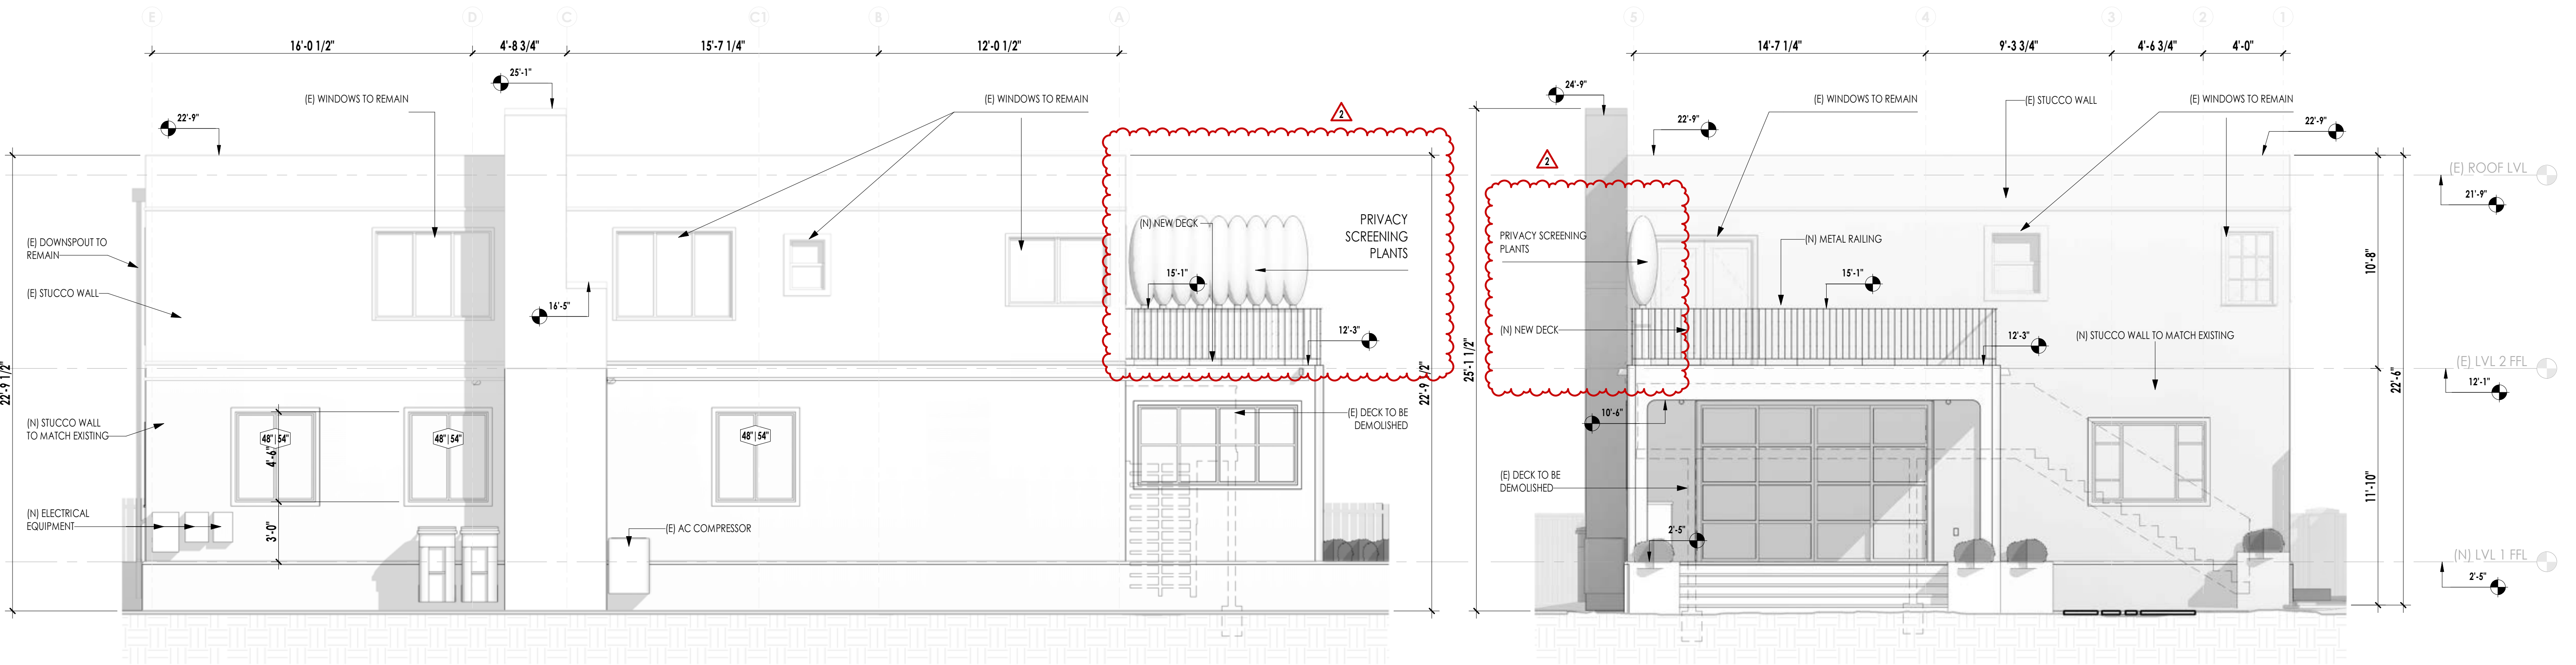 E D C C1 B A 5 4 3 2 1
16'-0 1/2" 4'-8 3/4" 15'-7 1/4" 12'-0 1/2" 14'-7 1/4" 9'-3 3/4" 4'-6 3/4" 4'-0"
25'-1"
(E) WINDOWS TO REMAIN
22'-9"
(E) DOWNSPOUT TO
REMAIN
(E) STUCCO WALL
22'-9 1/2"
(N) STUCCO WALL
TO MATCH EXISTING
(N) ELECTRICAL
EQUIPMENT
48" | 54"
4'-6"
3'-0"
48" | 54"
16'-5"
(E) WINDOWS TO REMAIN
48" | 54"
(E) AC COMPRESSOR
2
(N) NEW DECK
PRIVACY
SCREENING
PLANTS
15'-1"
12'-3"
22'-9 1/2"
(E) DECK TO BE
DEMOLISHED
24'-9"
25'-1 1/2"
2
PRIVACY SCREENING
PLANTS
(N) NEW DECK
10'-6"
(E) DECK TO BE
DEMOLISHED
2'-5"
22'-9"
(E) WINDOWS TO REMAIN
(E) STUCCO WALL
(E) WINDOWS TO REMAIN
22'-9"
(N) METAL RAILING
15'-1"
12'-3"
(N) STUCCO WALL TO MATCH EXISTING
10'-8"
11'-10"
22'-6"
(E) ROOF LVL
21'-9"
(E) LVL 2 FFL
12'-1"
(N) LVL 1 FFL
2'-5"